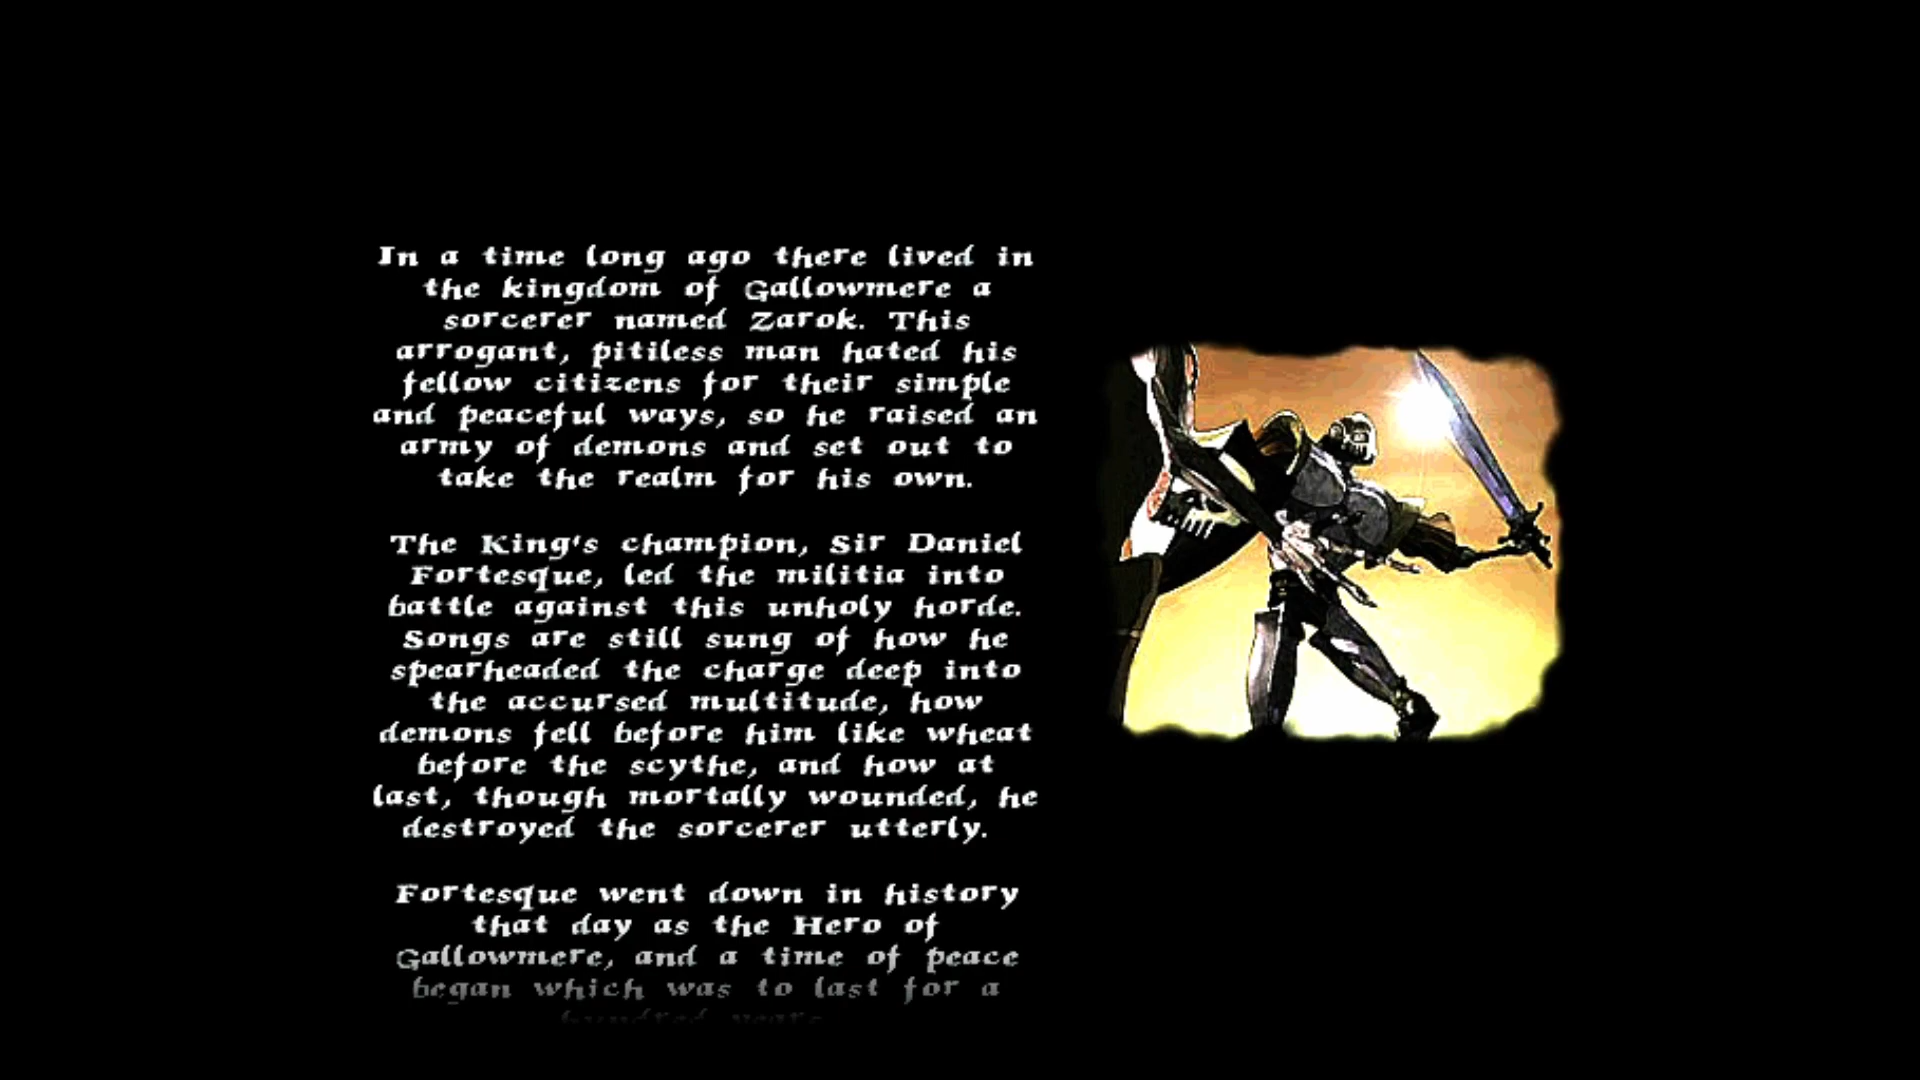 In a time long ago there lived in
the kingdom of Gallowmere a
sorcerer named Zarok. This
arrogant, pitiless man hated his
fellow citizens for their simple
and peaceful ways, so he raised an
army of demons and set out to
take the realm for his own.
The King's champion, Sir Daniel
Fortesque, led the militia into
battle against this unholy horde.
Songs are still sung of how he
spearheaded the charge deep into
the accursed multitude, how
demons fell before him like wheat
before the scythe, and how at
last, though mortally wounded, he
destroyed the sorcerer utterly.
Fortesque went down in history
that day as the Hero of
Gallowmere, and a time of peace
began which was to last for a
hundred years